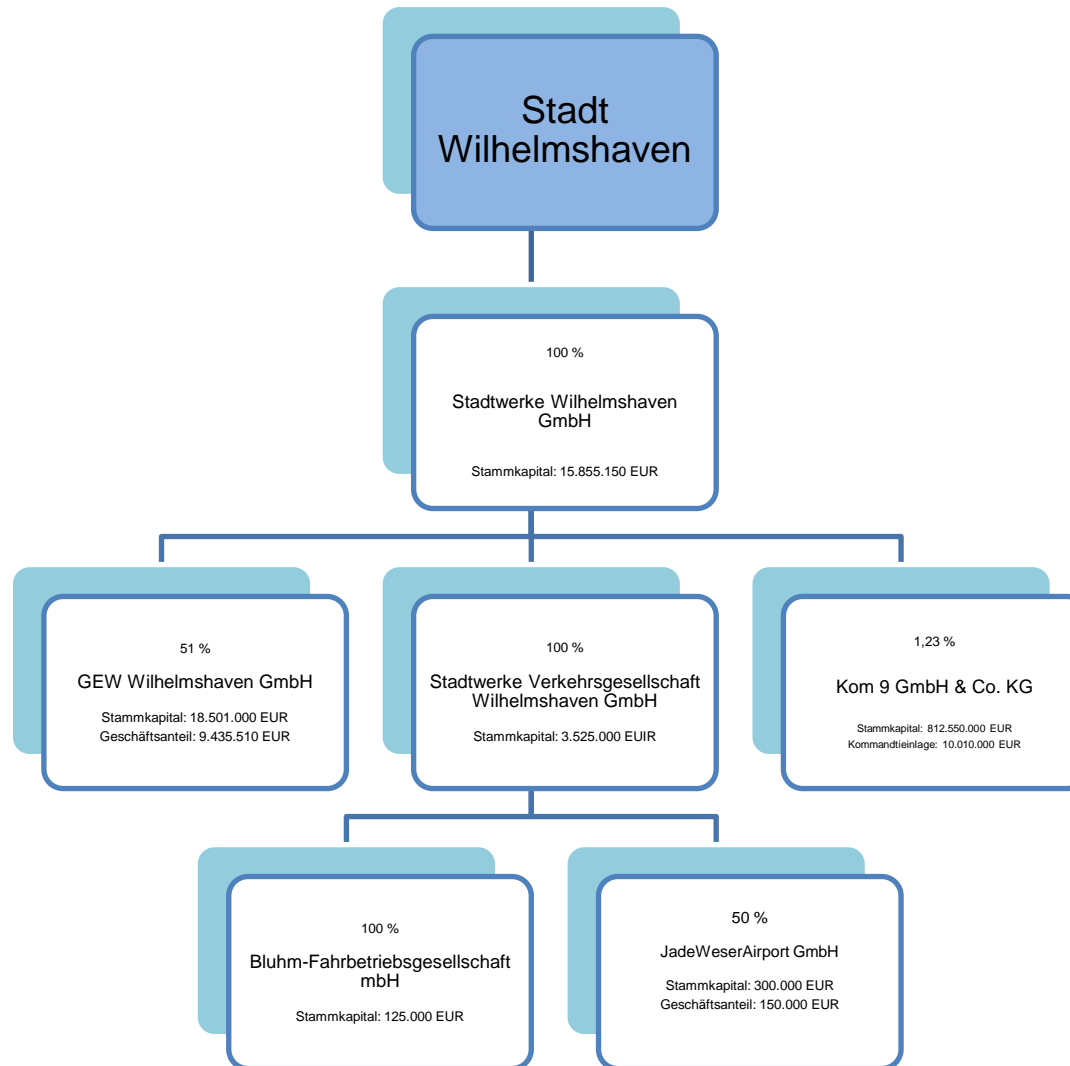 Stadt
Wilhelmshaven
100 %
Stadtwerke Wilhelmshaven
GmbH
Stammkapital: 15.855.150 EUR
51 %
GEW Wilhelmshaven GmbH
Stammkapital: 18.501.000 EUR
Geschäftsanteil: 9.435.510 EUR
100 %
Stadtwerke Verkehrsgesellschaft
Wilhelmshaven GmbH
Stammkapital: 3.525.000 EUIR
1,23 %
Kom 9 GmbH & Co. KG
Stammkapital: 812.550.000 EUR
Kommandtieinlage: 10.010.000 EUR
100 %
Bluhm-Fahrbetriebsgesellschaft
mbH
Stammkapital: 125.000 EUR
50 %
JadeWeserAirport GmbH
Stammkapital: 300.000 EUR
Geschäftsanteil: 150.000 EUR